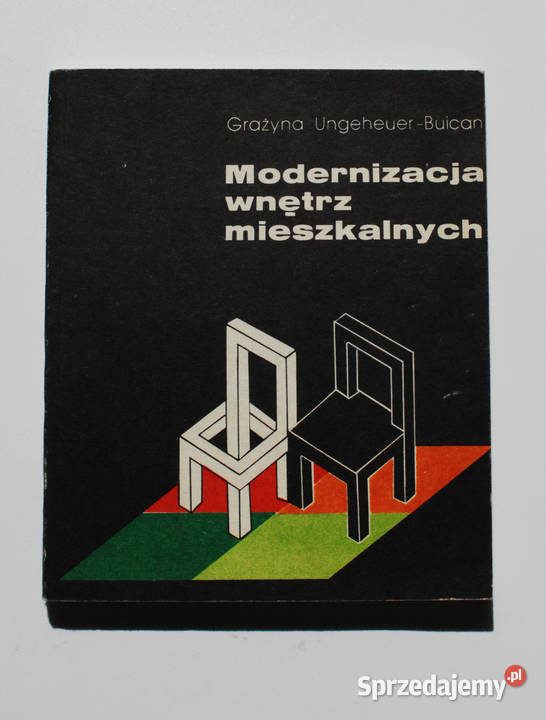 Grażyna Ungeheuer-Buican
Modernizacja
wnętrz
mieszkalnych
Sprzedajemy.pl